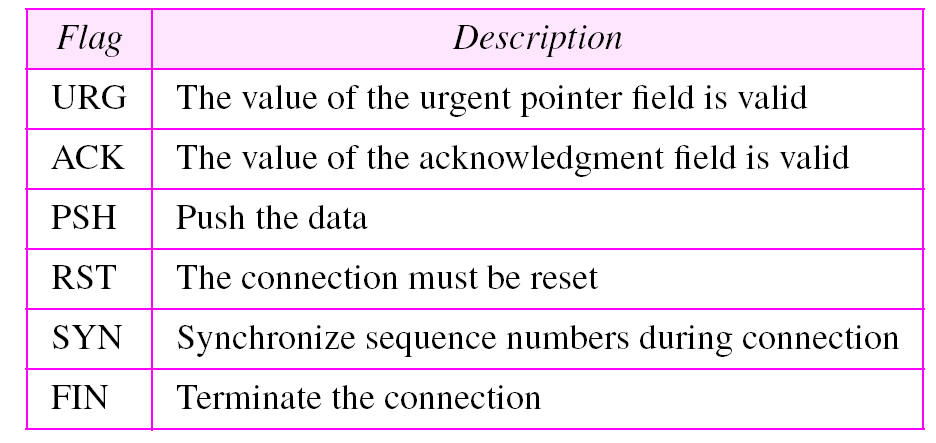 Flag Description
URG The value of the urgent pointer field is valid
ACK The value of the acknowledgment field is valid
PSH Push the data
RST The connection must be reset
SYN Synchronize sequence numbers during connection
FIN Terminate the connection